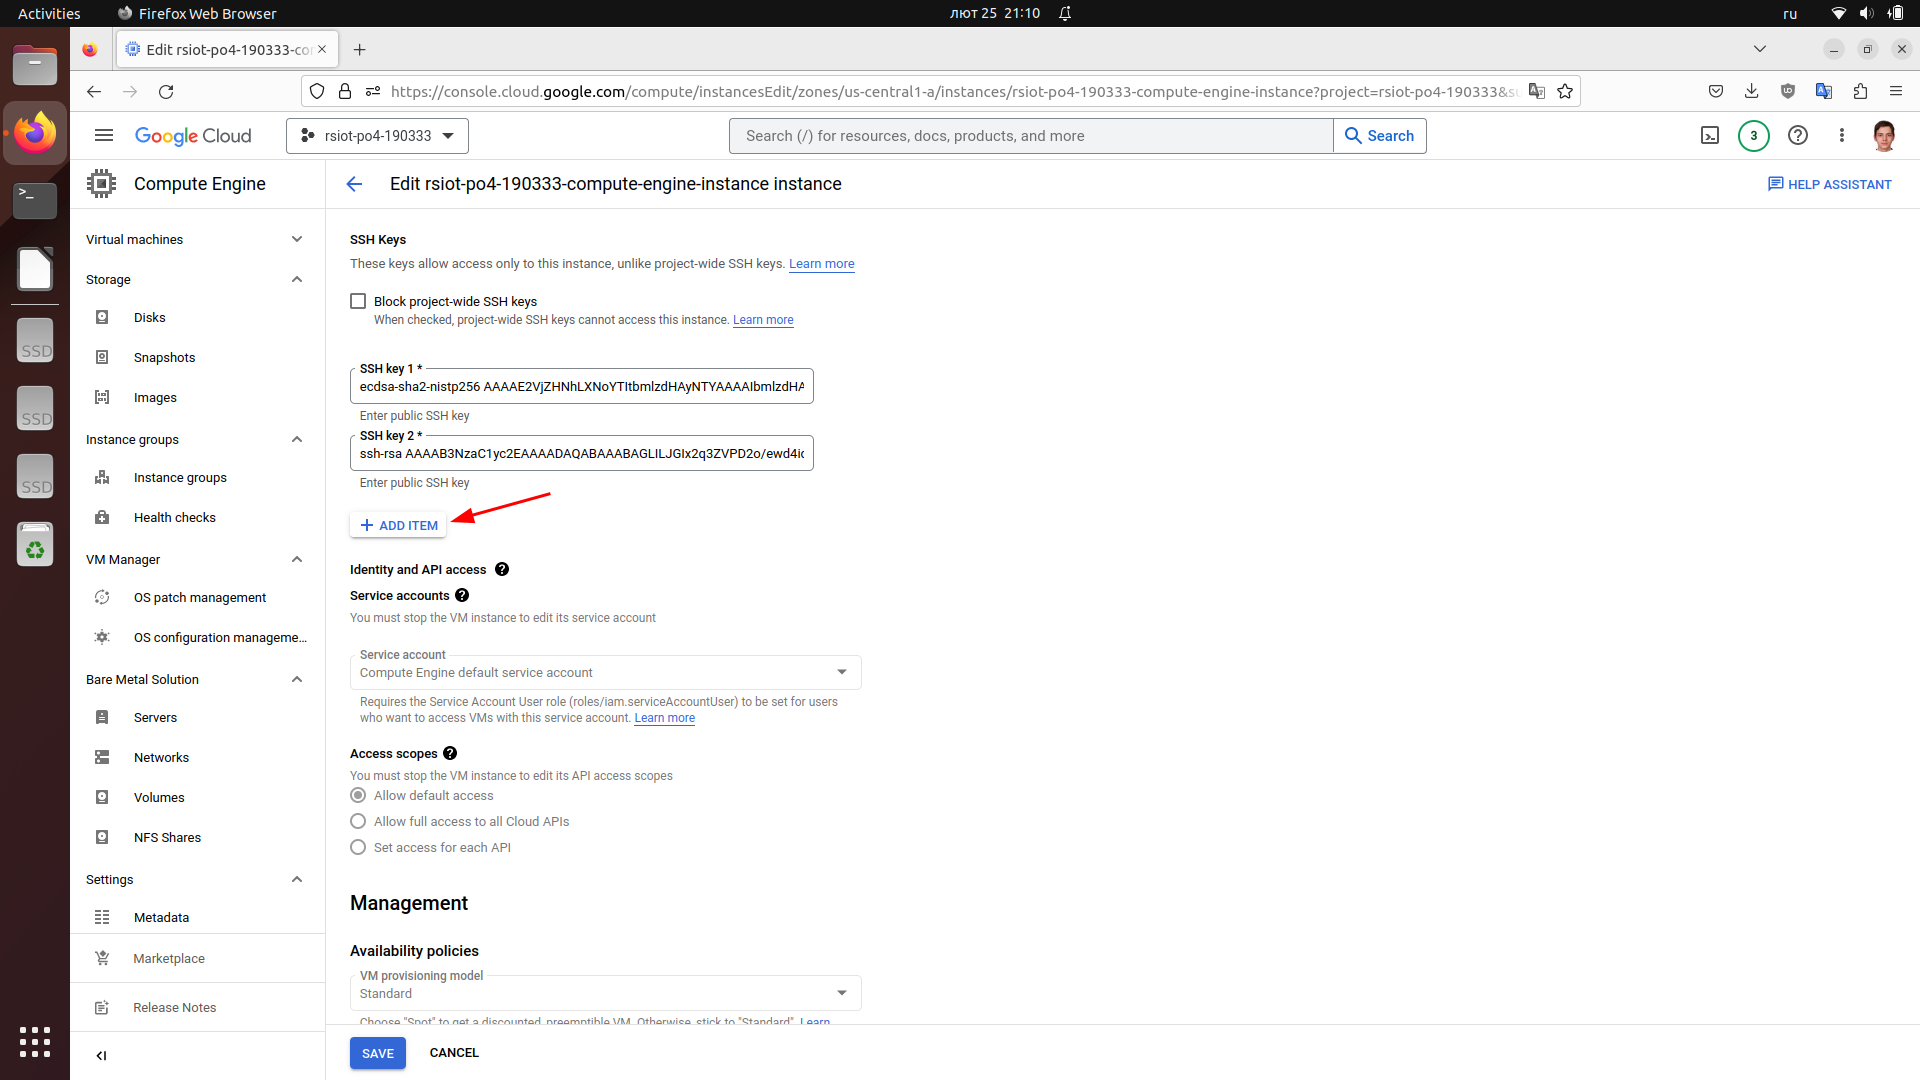 Activities
Firefox Web Browser
лют 25 21:10
ru
Edit rsiot-po4-190333-co
https://console.cloud.google.com/compute/instancesEdit/zones/us-central1-a/instances/rsiot-po4-190333-compute-engine-instance?project=rsiot-po4-190333&su
Google Cloud
rsiot-po4-190333
Search (/) for resources, docs, products, and more
Search
3
Compute Engine
Edit rsiot-po4-190333-compute-engine-instance instance
HELP ASSISTANT
Virtual machines
Storage
Disks
Snapshots
Images
Instance groups
Instance groups
Health checks
VM Manager
OS patch management
OS configuration manageme…
Bare Metal Solution
Servers
Networks
Volumes
NFS Shares
Settings
Metadata
Marketplace
Release Notes
SSH Keys
These keys allow access only to this instance, unlike project-wide SSH keys. Learn more
Block project-wide SSH keys
When checked, project-wide SSH keys cannot access this instance. Learn more
SSH key 1 *
ecdsa-sha2-nistp256 AAAAE2VjZHNhLXNoYTItbmlzdHAyNTYAAAAIbmlzdHA
Enter public SSH key
SSH key 2 *
ssh-rsa AAAAB3NzaC1yc2EAAAADAQABAAABAGLILJGIx2q3ZVPD2o/ewd4ic
Enter public SSH key
ADD ITEM
Identity and API access
Service accounts
You must stop the VM instance to edit its service account
Service account
Compute Engine default service account
Requires the Service Account User role (roles/iam.serviceAccountUser) to be set for users
who want to access VMs with this service account. Learn more
Access scopes
You must stop the VM instance to edit its API access scopes
Allow default access
Allow full access to all Cloud APIs
Set access for each API
Management
Availability policies
VM provisioning model
Standard
Choose "Spot" to get a discounted, preemptible VM. Otherwise, stick to "Standard". Learn
SAVE
CANCEL
SSD
SSD
SSD